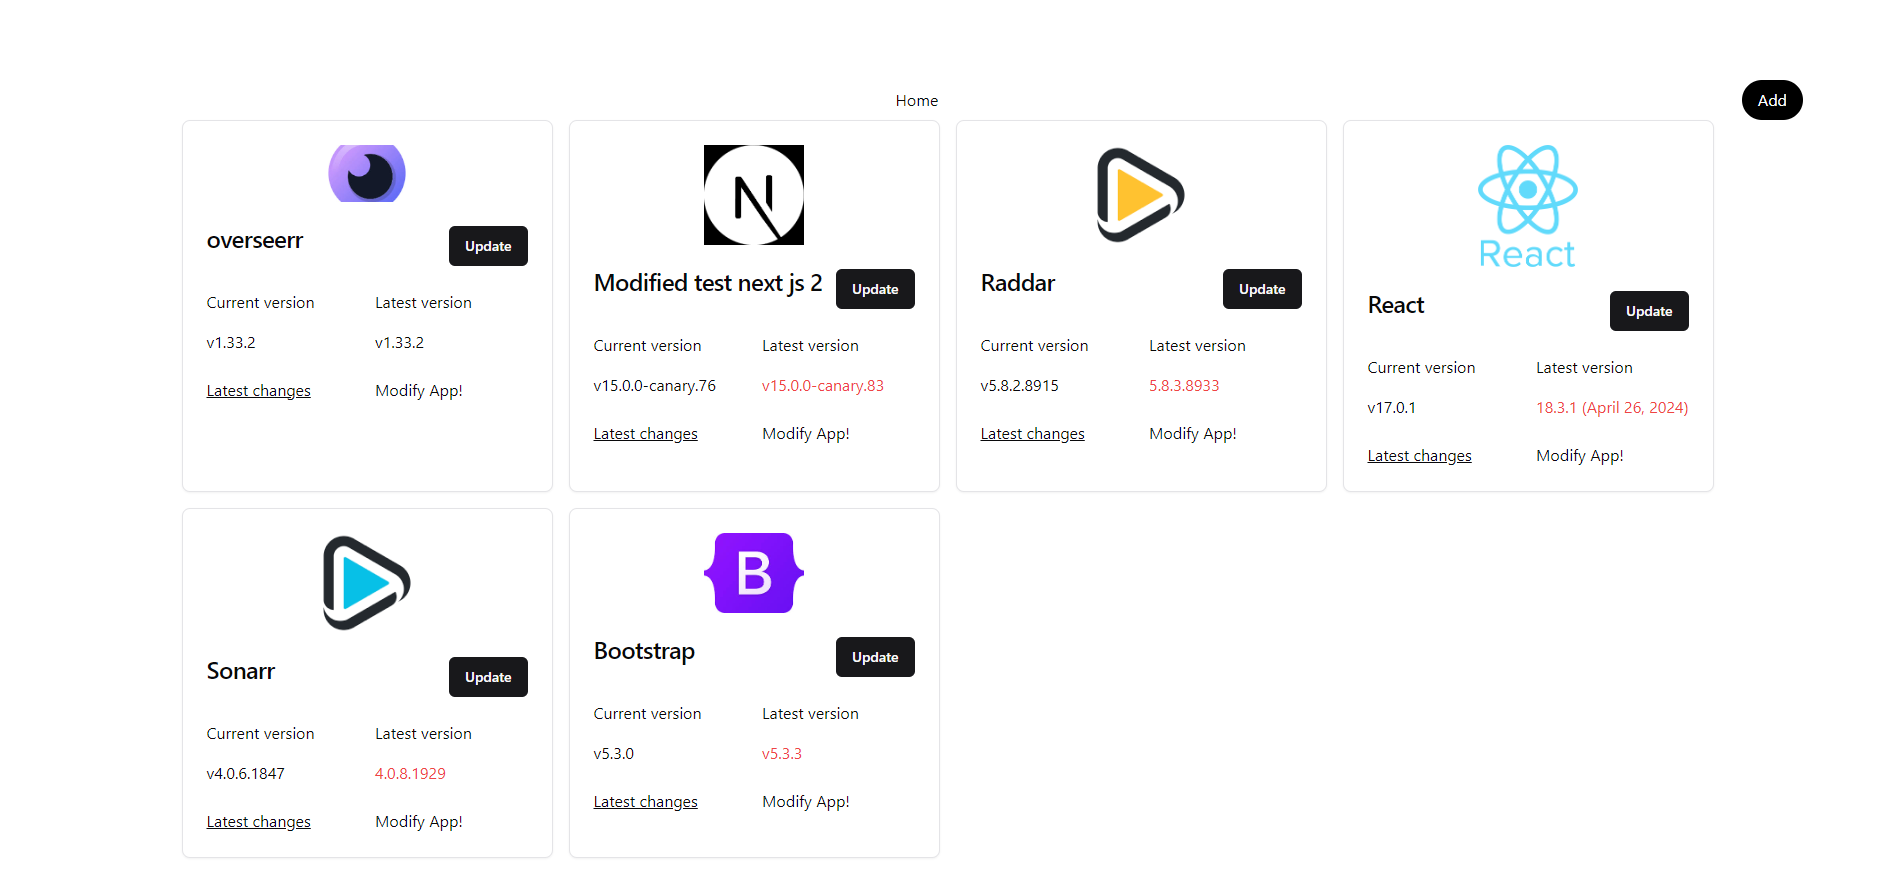 Home
Add
overseerr
Update
Current version
Latest version
v1.33.2
v1.33.2
Latest changes
Modify App!
N
Modified test next js 2
Update
Current version
Latest version
v15.0.0-canary.76
v15.0.0-canary.83
Latest changes
Modify App!
Raddar
Update
Current version
Latest version
v5.8.2.8915
5.8.3.8933
Latest changes
Modify App!
React
React
Update
Current version
Latest version
v17.0.1
18.3.1 (April 26, 2024)
Latest changes
Modify App!
Sonarr
Update
Current version
Latest version
v4.0.6.1847
4.0.8.1929
Latest changes
Modify App!
B
Bootstrap
Update
Current version
Latest version
v5.3.0
v5.3.3
Latest changes
Modify App!